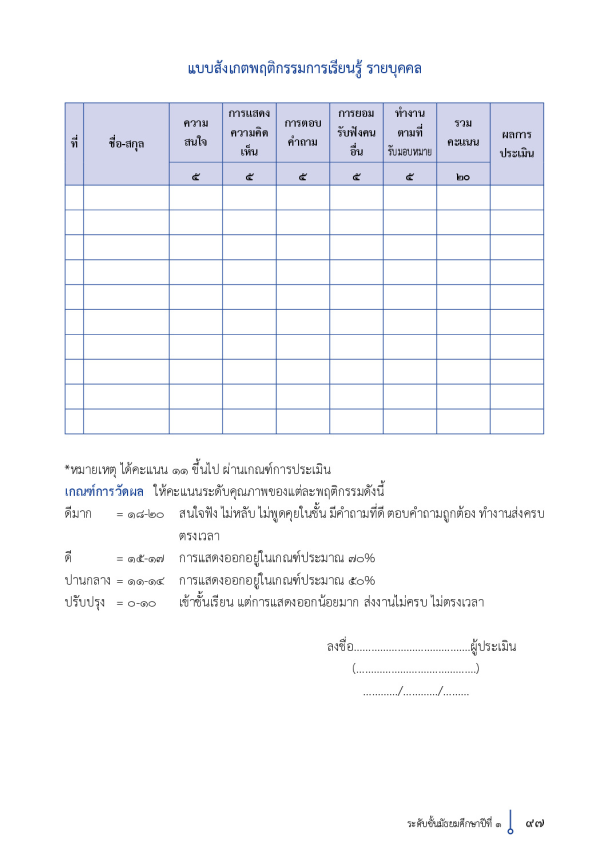 แบบสังเกตพฤติกรรมการเรียนรู้ รายบุคคล
ที่ ชื่อ-สกุล ความสนใจ การแสดงความคิดเห็น การตอบคำถาม การยอมรับฟังคนอื่น ทำงานตามที่รับมอบหมาย รวมคะแนน ผลการประเมิน
๕ ๕ ๕ ๕ ๕ ๒๐
*หมายเหตุ ได้คะแนน ๑๑ ขึ้นไป ผ่านเกณฑ์การประเมิน
เกณฑ์การวัดผล ให้คะแนนระดับคุณภาพของแต่ละพฤติกรรมดังนี้
ดีมาก = ๑๘-๒๐ สนใจฟัง ไม่หลับ ไม่พูดคุยในชั้น มีคำถามที่ดี ตอบคำถามถูกต้อง ทำงานส่งครบ
ตรงเวลา
ดี = ๑๕-๑๗ การแสดงออกอยู่ในเกณฑ์ประมาณ ๗๐%
ปานกลาง = ๑๑-๑๔ การแสดงออกอยู่ในเกณฑ์ประมาณ ๕๐%
ปรับปรุง = ๐-๑๐ เข้าชั้นเรียน แต่การแสดงออกน้อยมาก ส่งงานไม่ครบ ไม่ตรงเวลา
ลงชื่อ........................................ผู้ประเมิน
(.........................................)
............/............/.........
ระดับชั้นมัธยมศึกษาปีที่ ๑ ๙๗